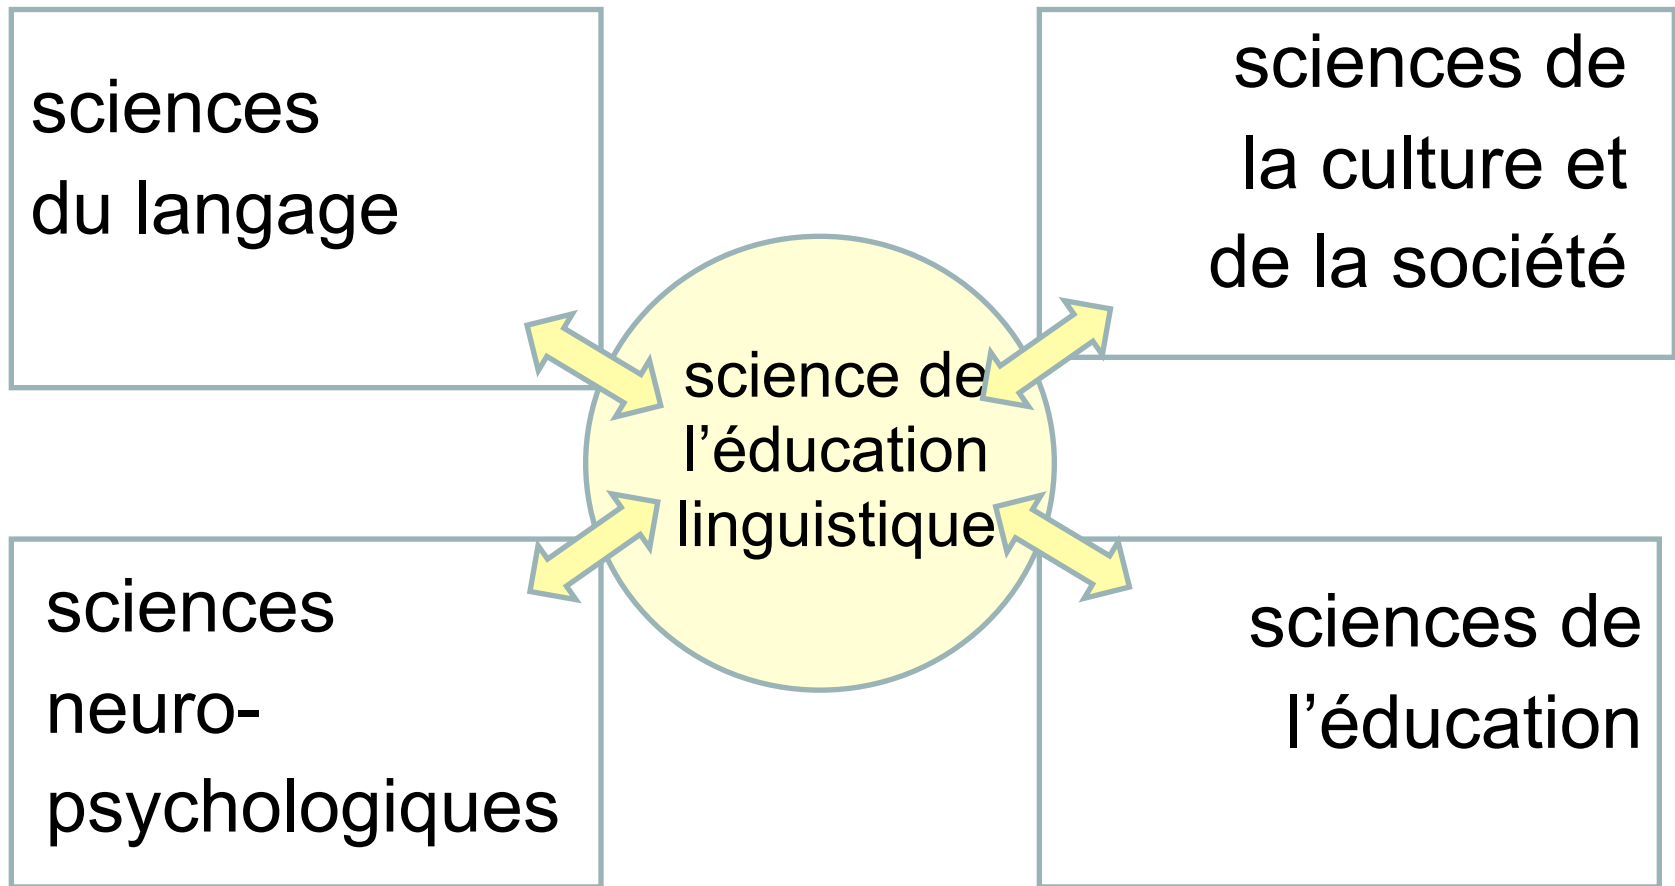 sciences
du langage
sciences de
la culture et
de la société
science de
l’éducation
linguistique
sciences
neuro-
psychologiques
sciences de
l’éducation